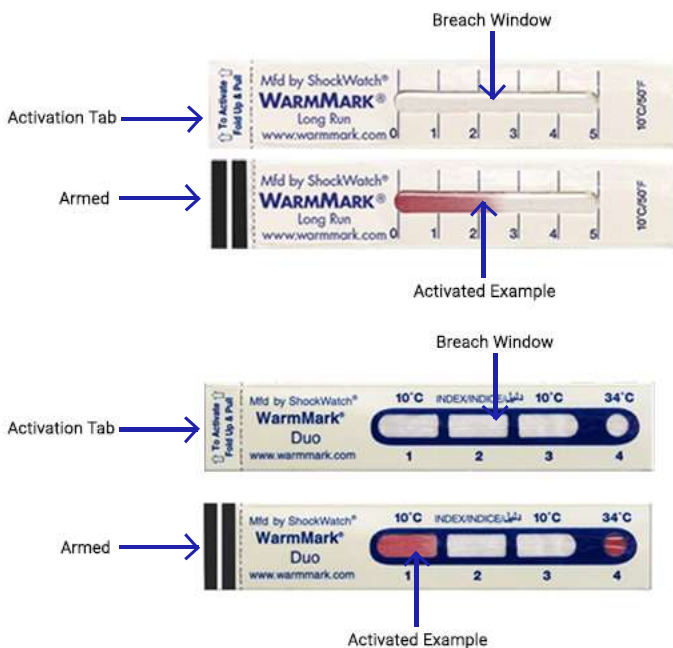 Breach Window
To Activate
Fold Up & Pull
Mfd by ShockWatch®
WARMMARK®
Long Run
www.warmmark.com
0 1 2 3 4 5
10°C/50°F
Activation Tab
Armed
Mfd by ShockWatch®
WARMMARK®
Long Run
www.warmmark.com
0 1 2 3 4 5
10°C/50°F
Activated Example
Breach Window
To Activate
Fold Up & Pull
Mfd by ShockWatch®
WarmMark®
Duo
www.warmmark.com
10°C INDEX/INDICE/دليل 10°C 34°C
1 2 3 4
Activation Tab
Armed
Mfd by ShockWatch®
WarmMark®
Duo
www.warmmark.com
10°C INDEX/INDICE/دليل 10°C 34°C
1 2 3 4
Activated Example